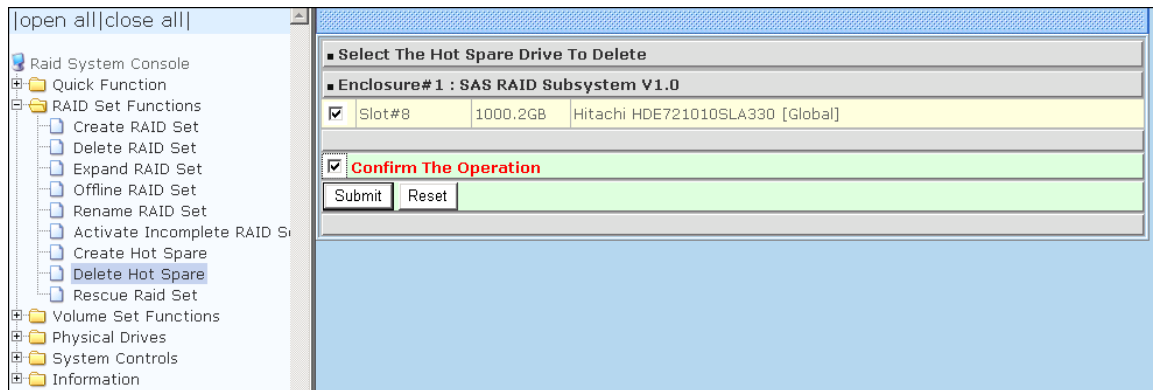 |open all|close all|
Raid System Console
Quick Function
RAID Set Functions
Create RAID Set
Delete RAID Set
Expand RAID Set
Offline RAID Set
Rename RAID Set
Activate Incomplete RAID S
Create Hot Spare
Delete Hot Spare
Rescue Raid Set
Volume Set Functions
Physical Drives
System Controls
Information
Select The Hot Spare Drive To Delete
Enclosure#1 : SAS RAID Subsystem V1.0
Slot#8 1000.2GB Hitachi HDE721010SLA330 [Global]
Confirm The Operation
Submit Reset